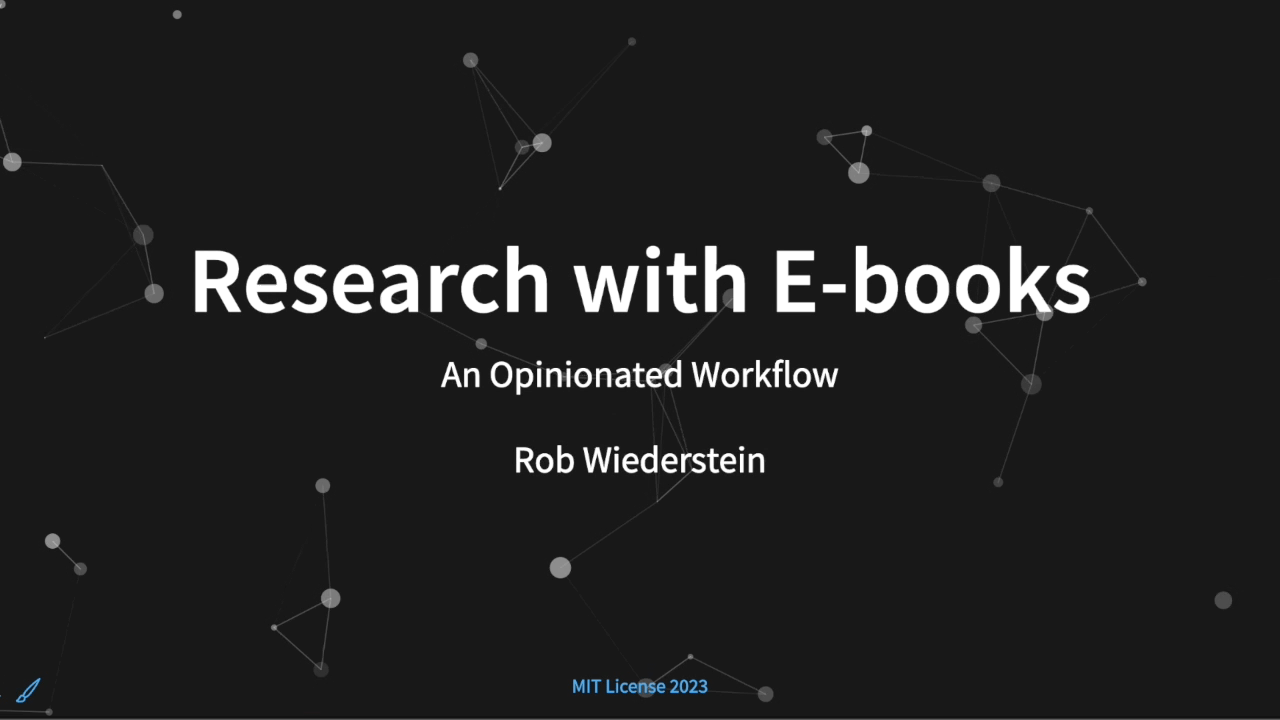 Research with E-books
An Opinionated Workflow
Rob Wiederstein
MIT License 2023